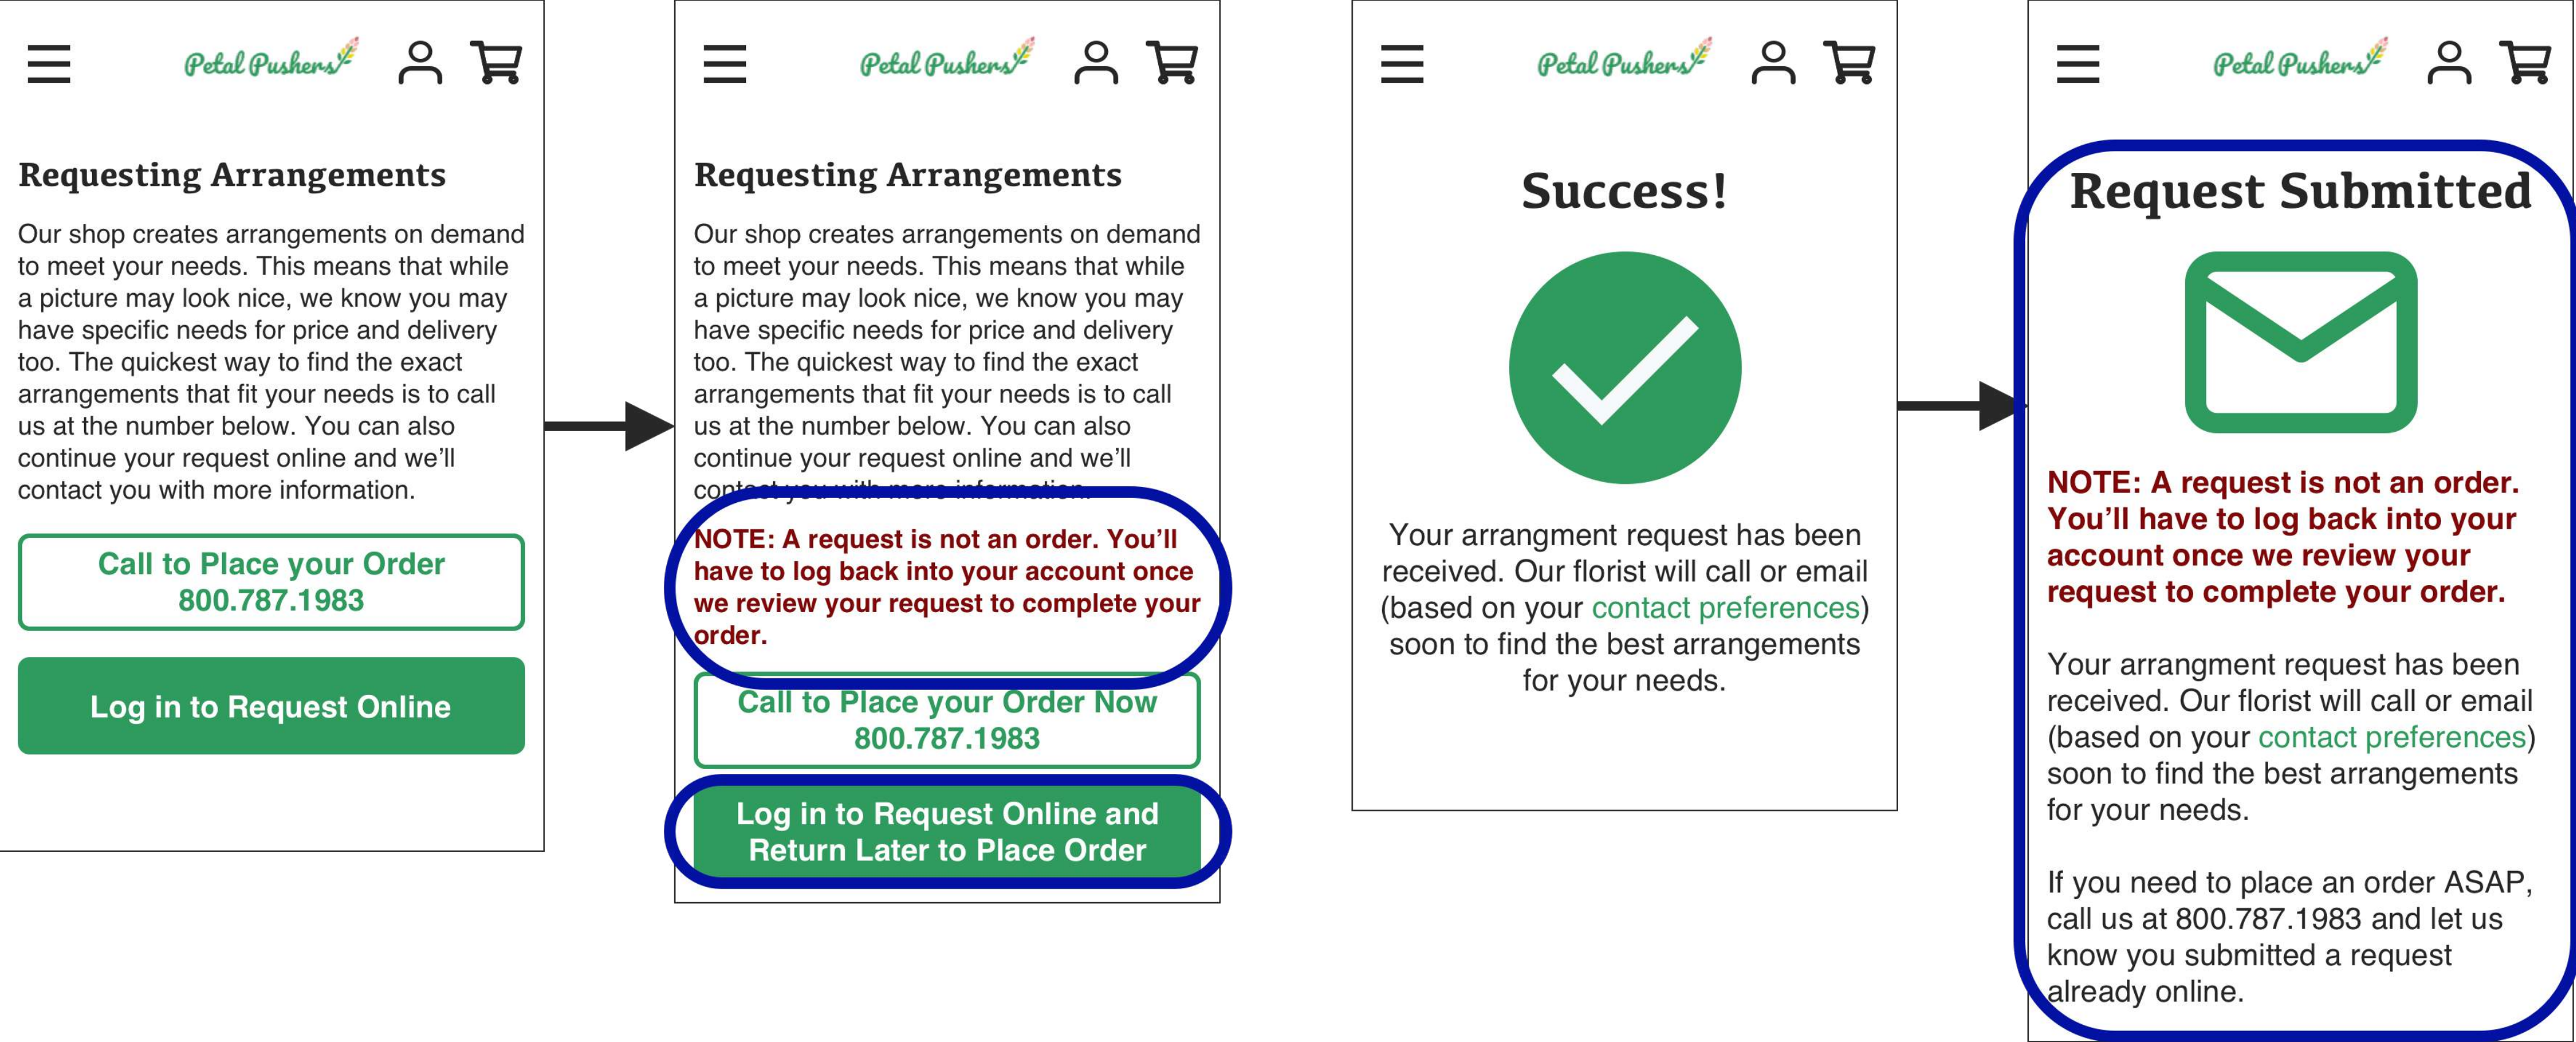 Petal Pushers
Requesting Arrangements
Our shop creates arrangements on demand
to meet your needs. This means that while
a picture may look nice, we know you may
have specific needs for price and delivery
too. The quickest way to find the exact
arrangements that fit your needs is to call
us at the number below. You can also
continue your request online and we'll
contact you with more information.
Call to Place your Order
800.787.1983
Log in to Request Online
Petal Pushers
Requesting Arrangements
Our shop creates arrangements on demand
to meet your needs. This means that while
a picture may look nice, we know you may
have specific needs for price and delivery
too. The quickest way to find the exact
arrangements that fit your needs is to call
us at the number below. You can also
continue your request online and we'll
contact you with more information.
NOTE: A request is not an order. You'll
have to log back into your account once
we review your request to complete your
order.
Call to Place your Order Now
800.787.1983
Log in to Request Online and
Return Later to Place Order
Petal Pushers
Success!
Your arrangment request has been
received. Our florist will call or email
(based on your contact preferences)
soon to find the best arrangements
for your needs.
Petal Pushers
Request Submitted
NOTE: A request is not an order.
You'll have to log back into your
account once we review your
request to complete your order.
Your arrangment request has been
received. Our florist will call or email
(based on your contact preferences)
soon to find the best arrangements
for your needs.
If you need to place an order ASAP,
call us at 800.787.1983 and let us
know you submitted a request
already online.